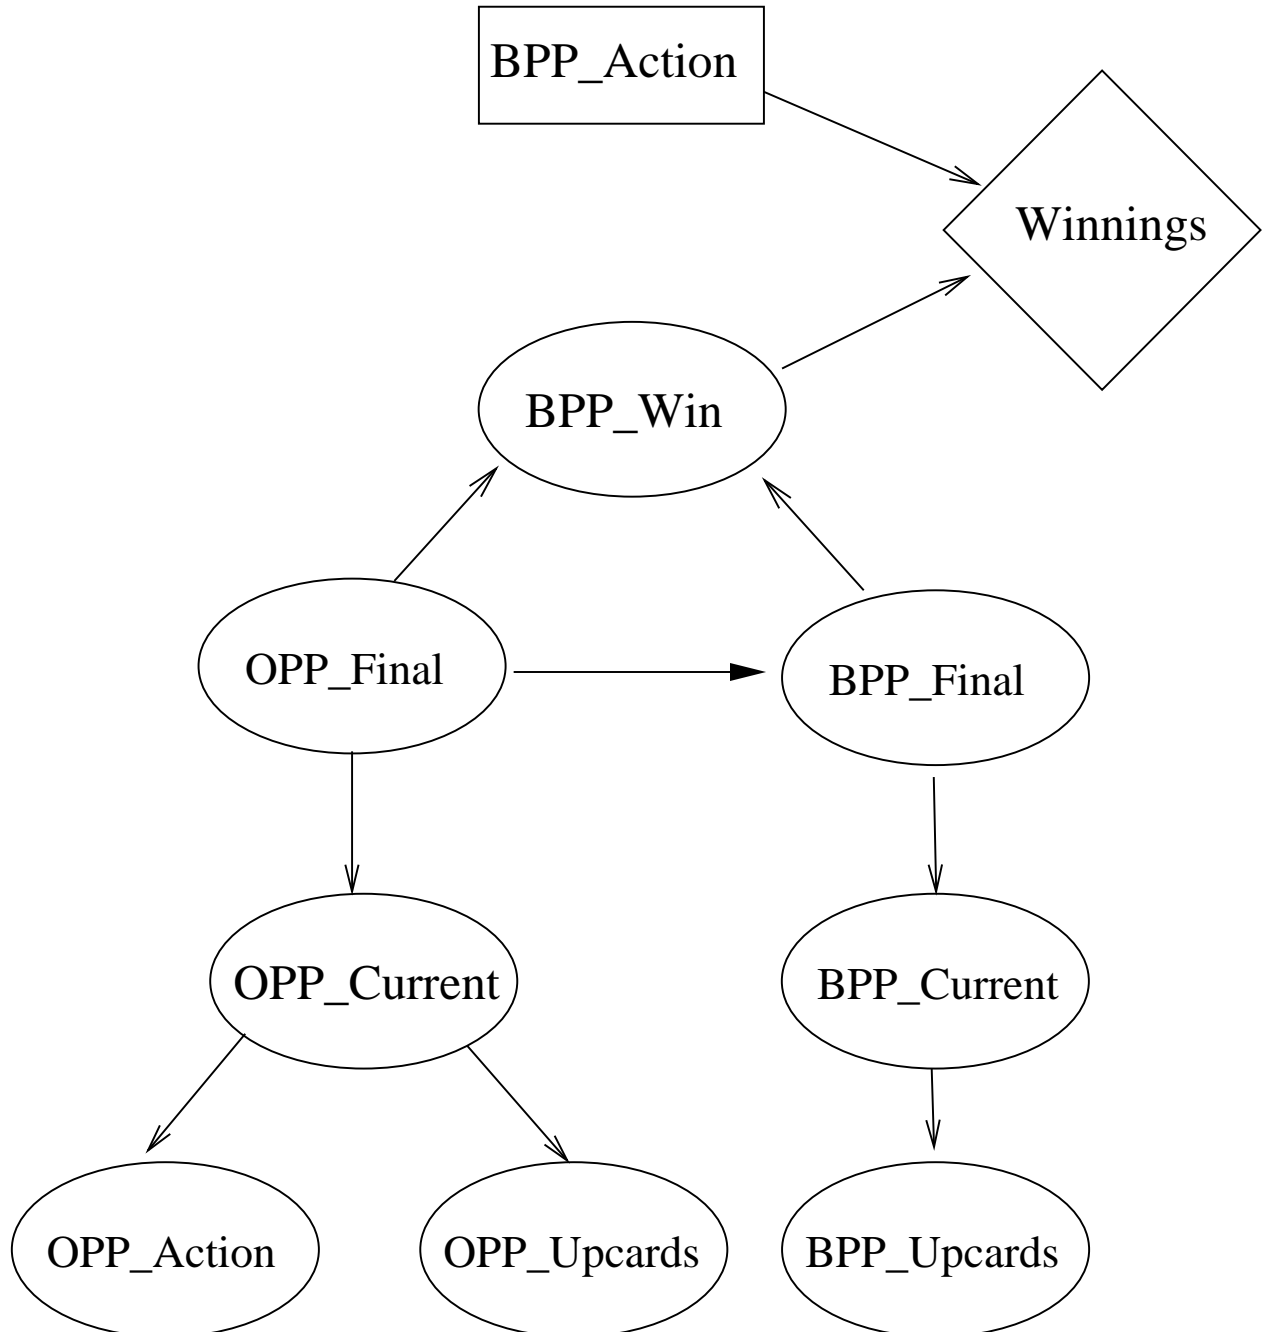 BPP_Action
Winnings
BPP_Win
OPP_Final
BPP_Final
OPP_Current
BPP_Current
OPP_Action
OPP_Upcards
BPP_Upcards